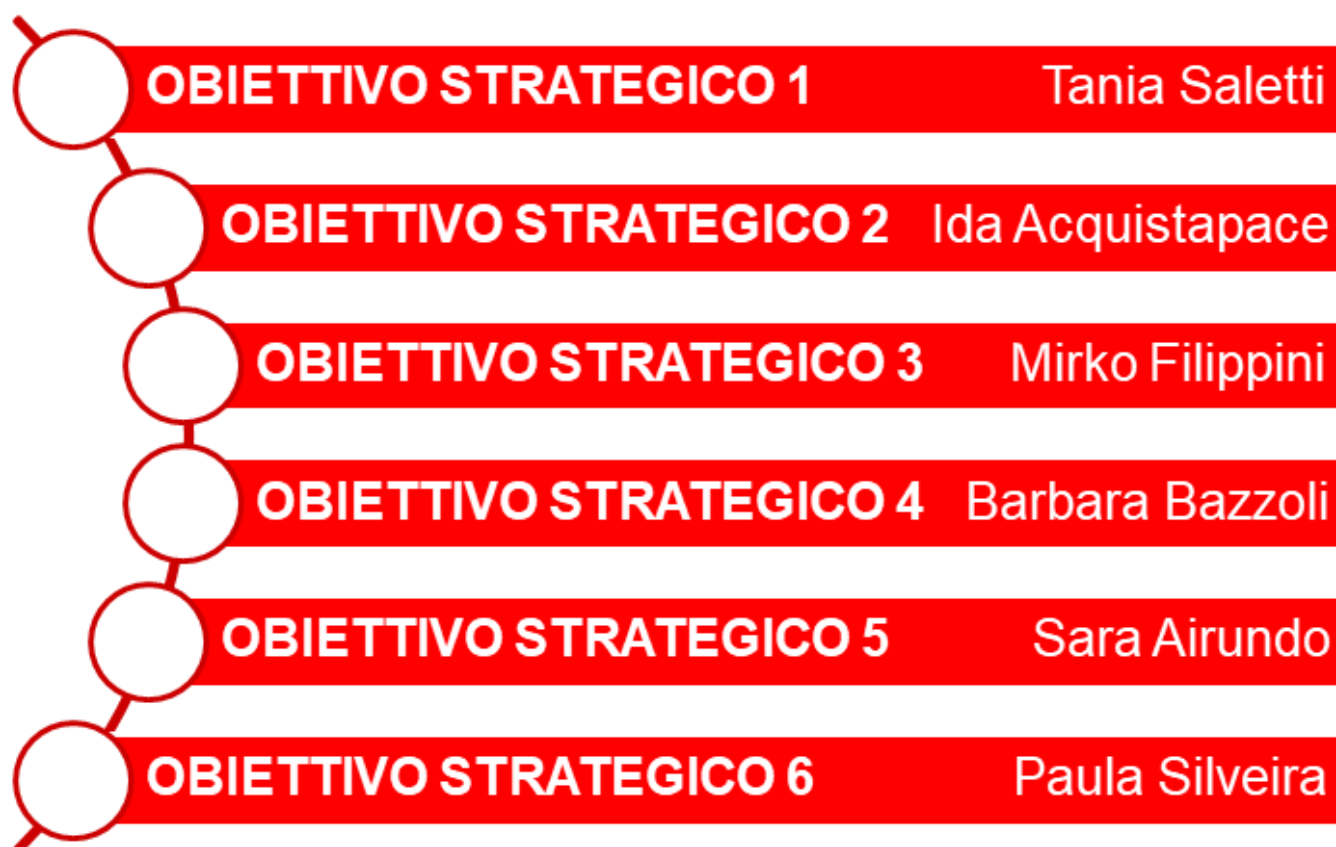 OBIETTIVO STRATEGICO 1 Tania Saletti
OBIETTIVO STRATEGICO 2 Ida Acquistapace
OBIETTIVO STRATEGICO 3 Mirko Filippini
OBIETTIVO STRATEGICO 4 Barbara Bazzoli
OBIETTIVO STRATEGICO 5 Sara Airundo
OBIETTIVO STRATEGICO 6 Paula Silveira